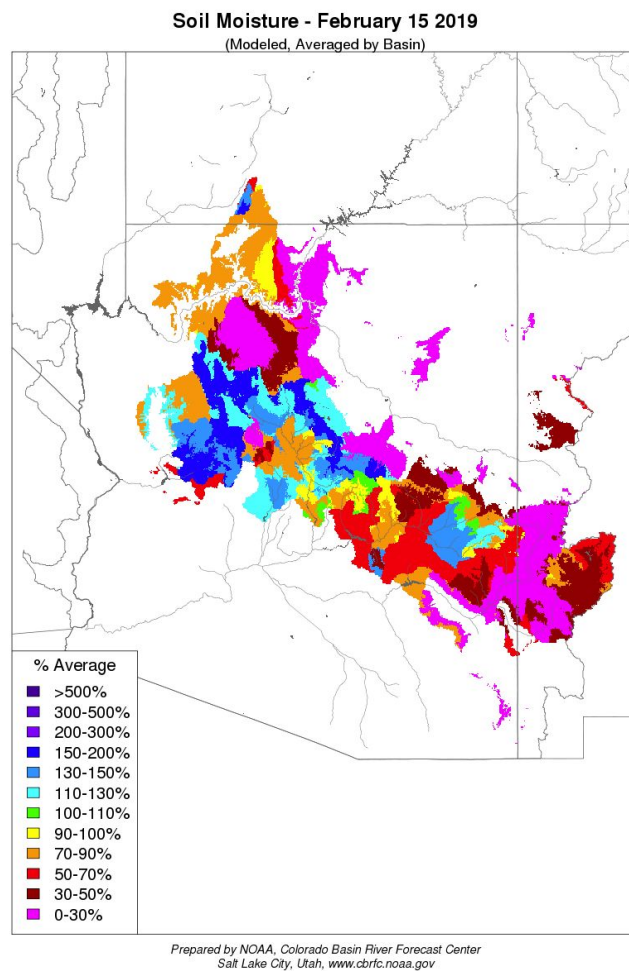 Soil Moisture - February 15 2019
(Modeled, Averaged by Basin)
% Average
>500%
300-500%
200-300%
150-200%
130-150%
110-130%
100-110%
90-100%
70-90%
50-70%
30-50%
0-30%
Prepared by NOAA, Colorado Basin River Forecast Center
Salt Lake City, Utah, www.cbrfc.noaa.gov